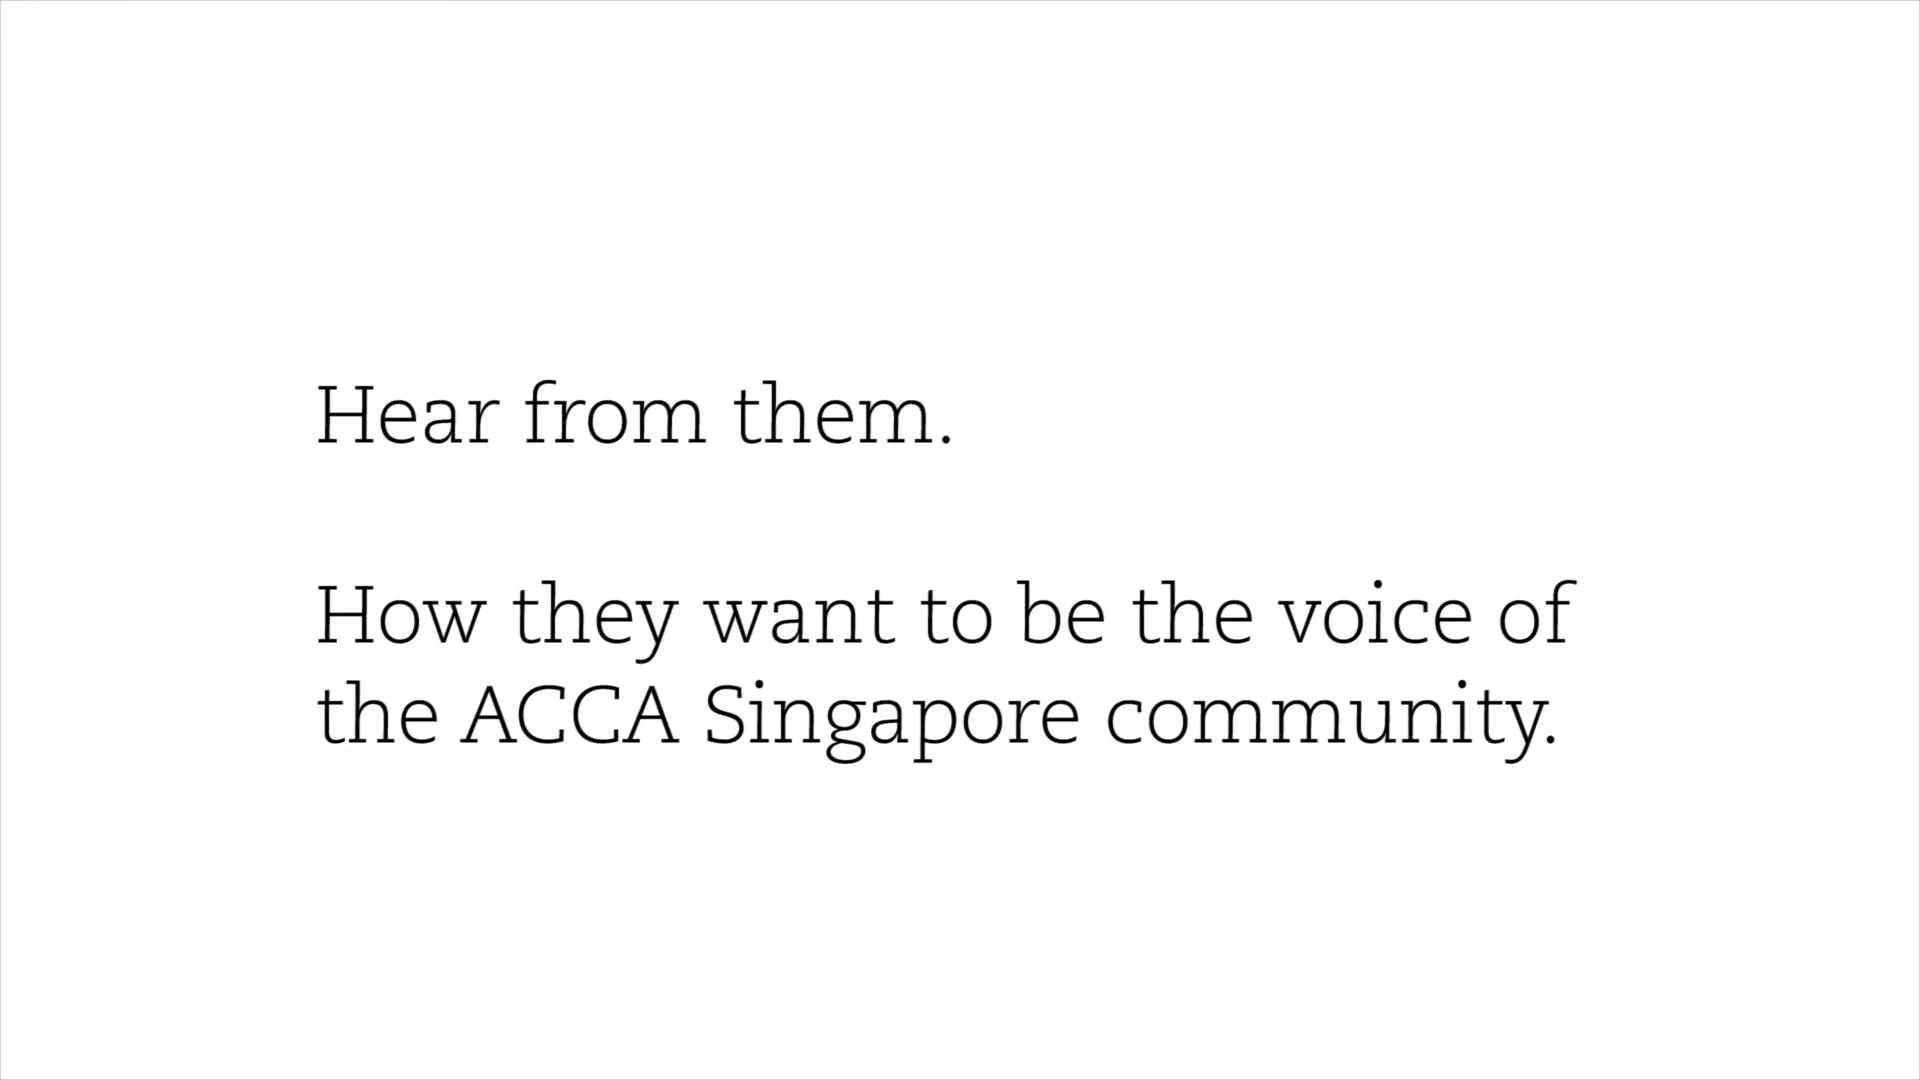 Hear from them.
How they want to be the voice of
the ACCA Singapore community.